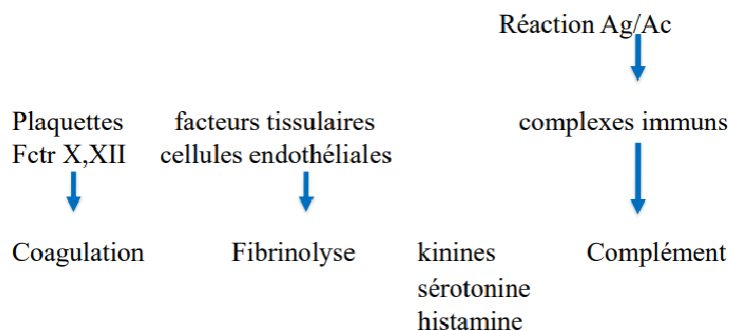 Réaction Ag/Ac
Plaquettes facteurs tissulaires complexes immuns
Fctr X,XII cellules endothéliales
Coagulation Fibrinolyse kinines Complément
sérotonine
histamine